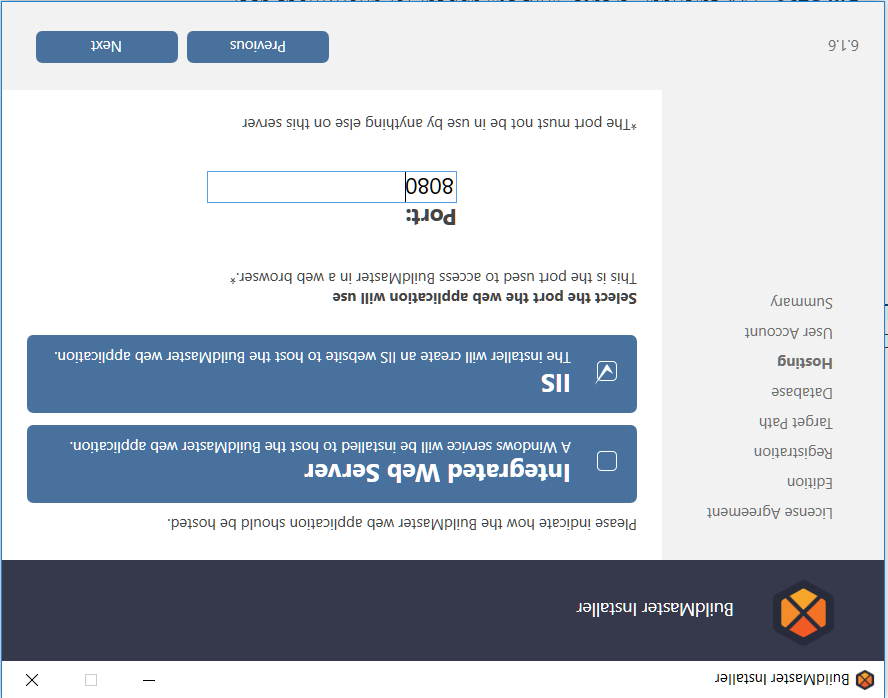 BuildMaster Installer
BuildMaster Installer
License Agreement
Edition
Registration
Target Path
Database
Hosting
User Account
Summary
Please indicate how the BuildMaster web application should be hosted.
Integrated Web Server
A Windows service will be installed to host the BuildMaster web application.
IIS
The installer will create an IIS website to host the BuildMaster web application.
Select the port the web application will use
This is the port used to access BuildMaster in a web browser.*
Port:
8080
*The port must not be in use by anything else on this server
6.1.6
Previous
Next